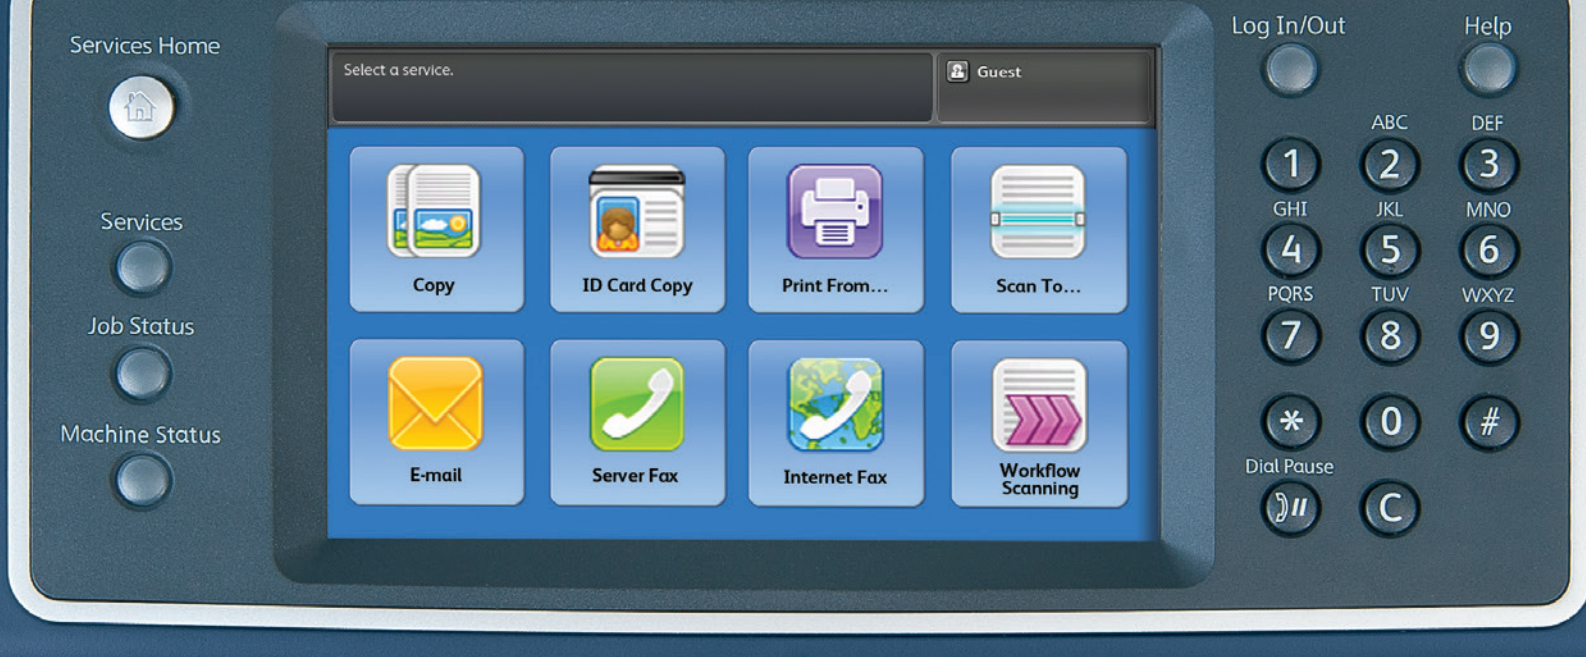 Services Home
Services
Job Status
Machine Status
Select a service.
Guest
Copy
ID Card Copy
Print From...
Scan To...
E-mail
Server Fax
Internet Fax
Workflow
Scanning
Log In/Out
Help
ABC
DEF
1
2
3
GHI
JKL
MNO
4
5
6
PQRS
TUV
WXYZ
7
8
9
*
0
#
Dial Pause
C